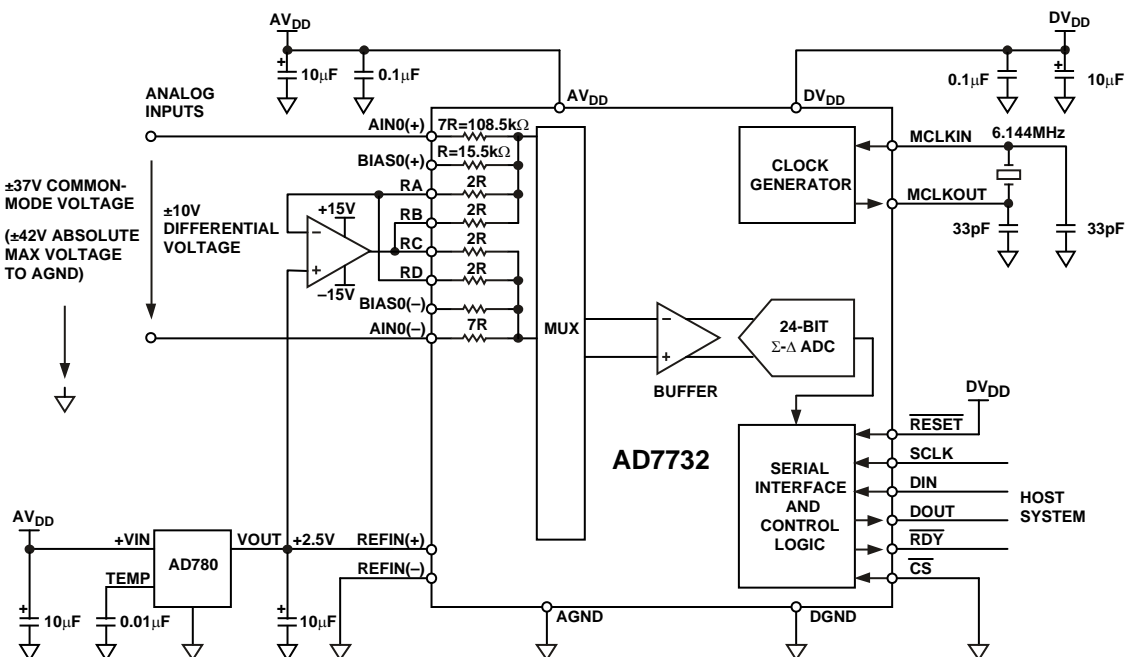 AVDD
10µF
0.1µF
DVDD
0.1µF
10µF
ANALOG
INPUTS
±37V COMMON-
MODE VOLTAGE
(±42V ABSOLUTE
MAX VOLTAGE
TO AGND)
±10V
DIFFERENTIAL
VOLTAGE
+15V
–15V
−
+
AIN0(+)
BIAS0(+)
RA
RB
RC
RD
BIAS0(–)
AIN0(–)
7R=108.5kΩ
R=15.5kΩ
2R
2R
2R
2R
7R
AVDD
DVDD
MUX
−
+
BUFFER
24-BIT
Σ-Δ ADC
CLOCK
GENERATOR
MCLKIN
MCLKOUT
6.144MHz
33pF
33pF
AD7732
SERIAL
INTERFACE
AND
CONTROL
LOGIC
DVDD
RESET
SCLK
DIN
DOUT
RDY
CS
HOST
SYSTEM
AVDD
+VIN
TEMP
AD780
VOUT
+2.5V
REFIN(+)
REFIN(–)
10µF
0.01µF
10µF
AGND
DGND